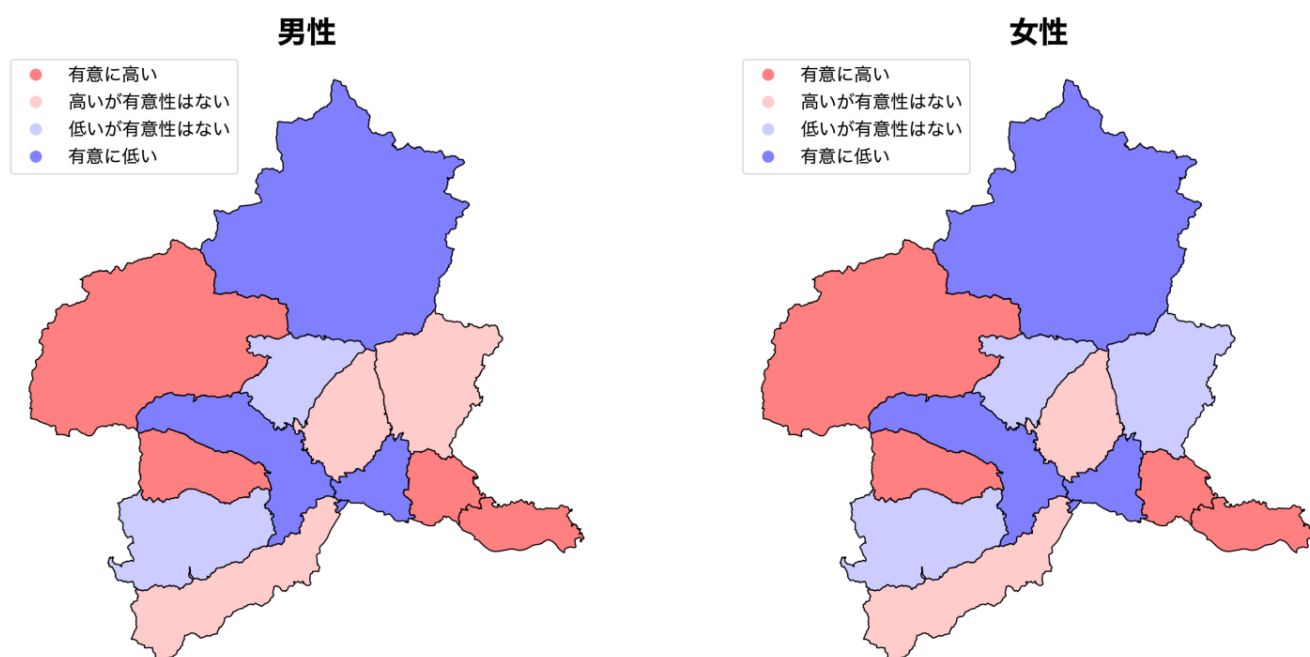 男性
有意に高い
高いが有意性はない
低いが有意性はない
有意に低い
女性
有意に高い
高いが有意性はない
低いが有意性はない
有意に低い